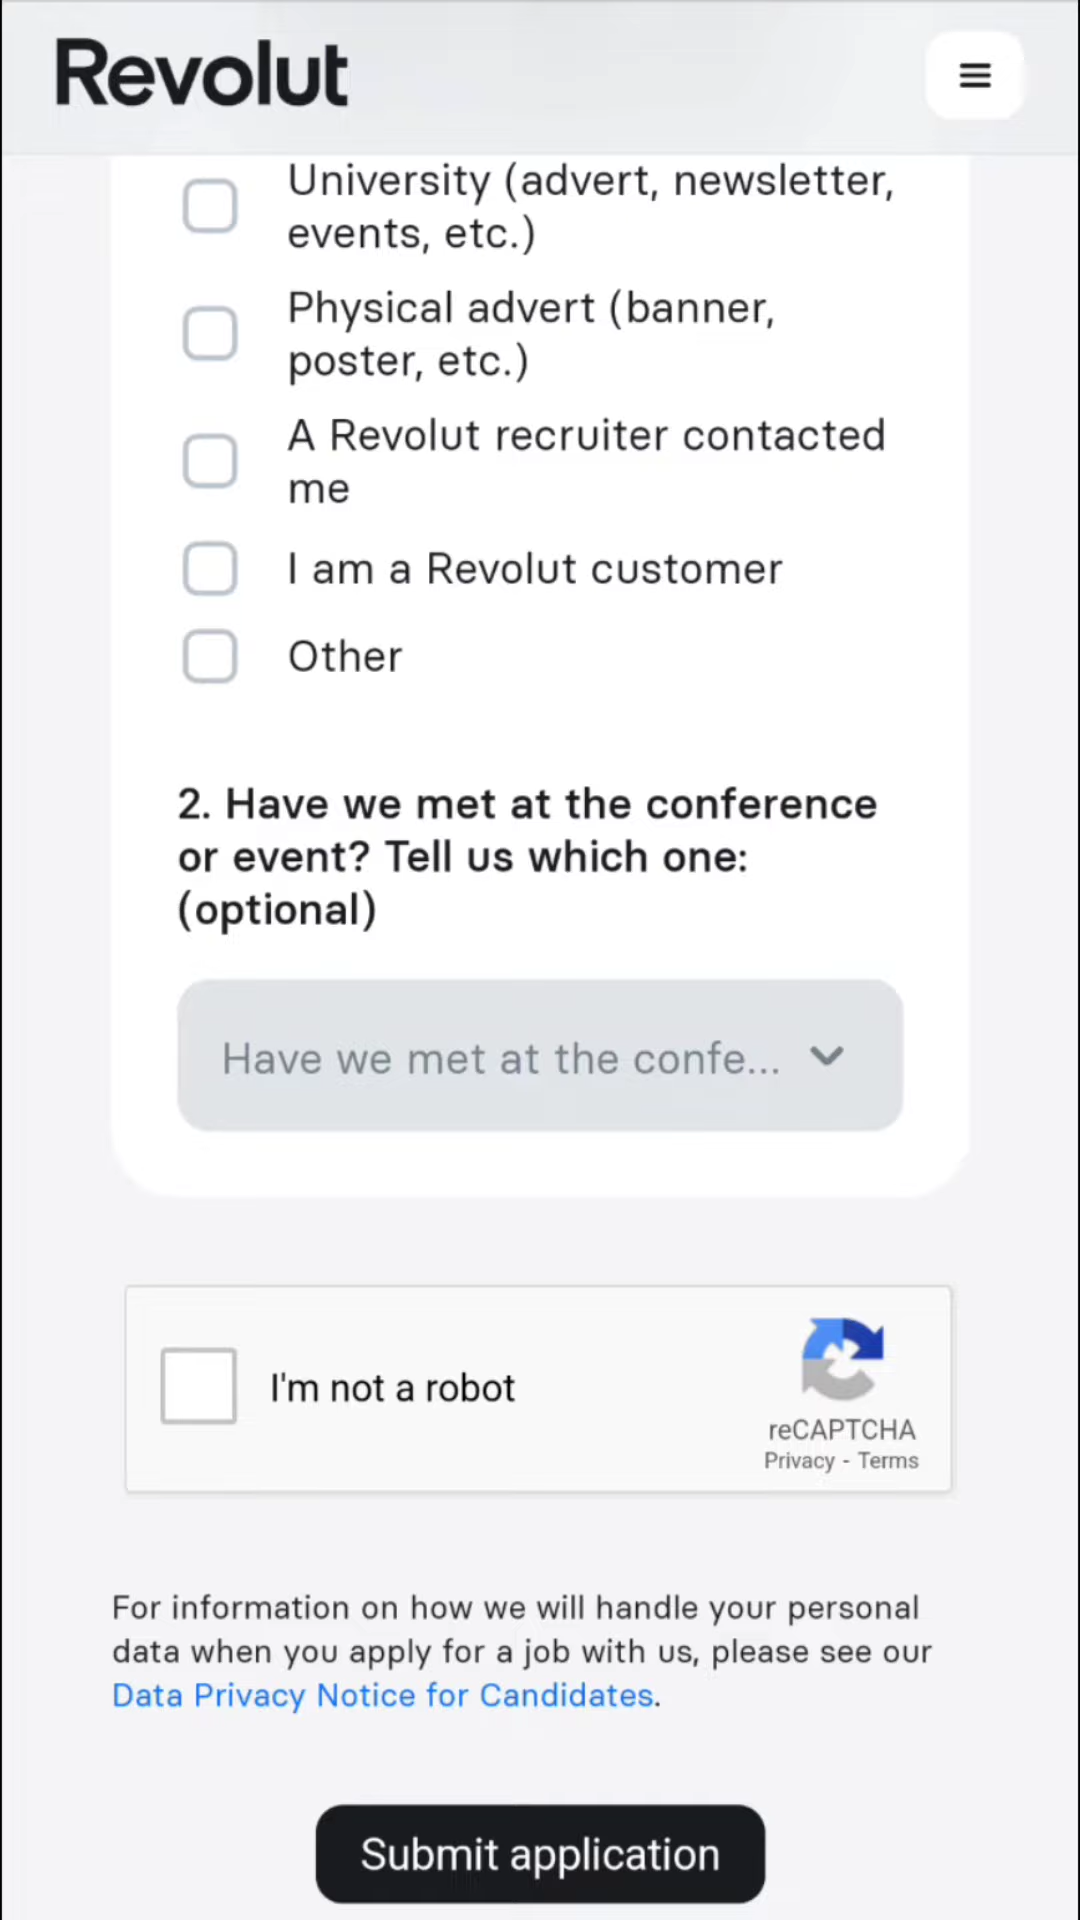 Revolut
University (advert, newsletter,
events, etc.)
Physical advert (banner,
poster, etc.)
A Revolut recruiter contacted
me
I am a Revolut customer
Other
2. Have we met at the conference
or event? Tell us which one:
(optional)
Have we met at the confe...
I'm not a robot
reCAPTCHA
Privacy - Terms
For information on how we will handle your personal
data when you apply for a job with us, please see our
Data Privacy Notice for Candidates.
Submit application